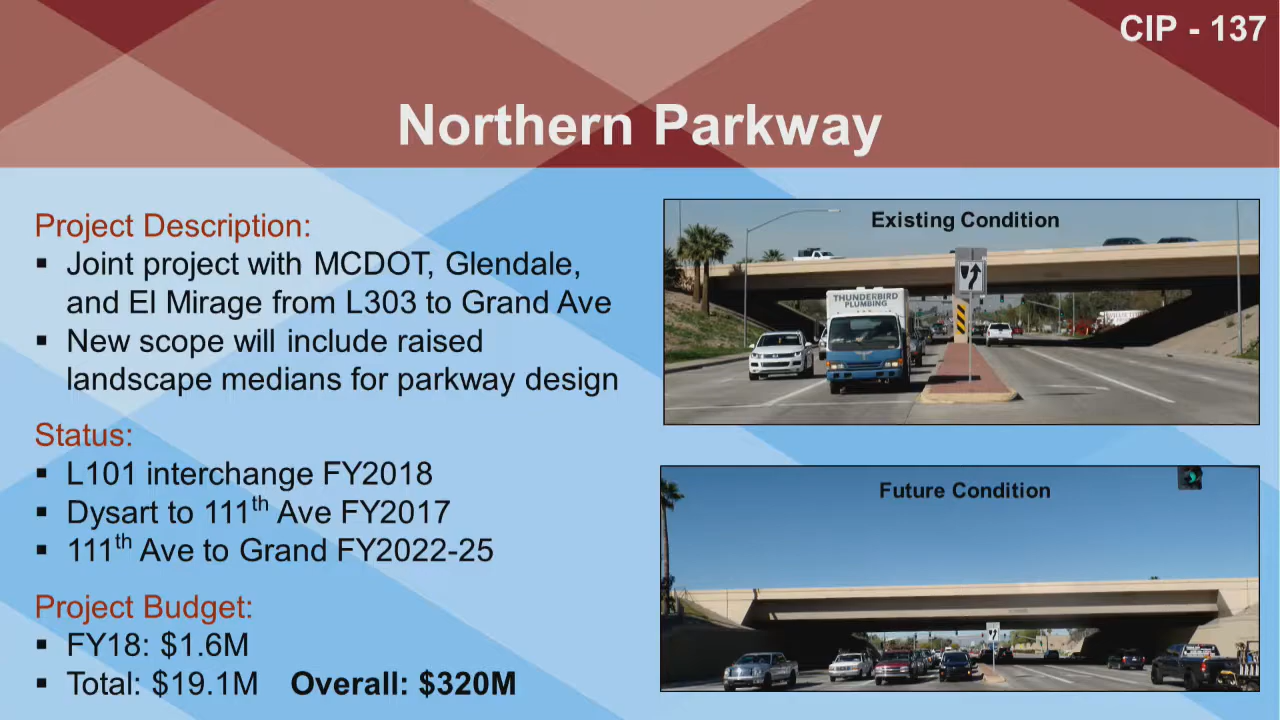 CIP - 137
Northern Parkway
Project Description:
▪ Joint project with MCDOT, Glendale,
and El Mirage from L303 to Grand Ave
▪ New scope will include raised
landscape medians for parkway design
Status:
▪ L101 interchange FY2018
▪ Dysart to 111th Ave FY2017
▪ 111th Ave to Grand FY2022-25
Project Budget:
▪ FY18: $1.6M
▪ Total: $19.1M Overall: $320M
Existing Condition
THUNDERBIRD
PLUMBING
Future Condition